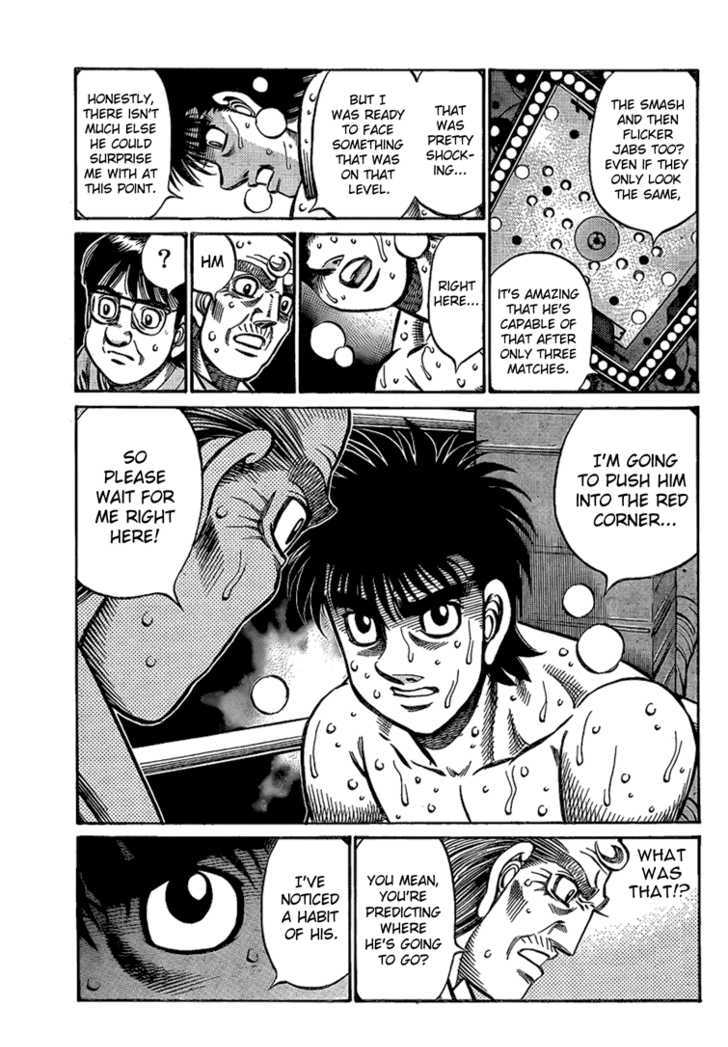 THE SMASH
AND THEN
FLICKER
JABS TOO?
EVEN IF THEY
ONLY LOOK
THE SAME,
IT'S AMAZING
THAT HE'S
CAPABLE OF
THAT AFTER
ONLY THREE
MATCHES.
THAT
WAS
PRETTY
SHOCK-
ING...
BUT I
WAS READY
TO FACE
SOMETHING
THAT WAS
ON THAT
LEVEL.
HONESTLY,
THERE ISN'T
MUCH ELSE
HE COULD
SURPRISE
ME WITH AT
THIS POINT.
RIGHT
HERE...
HM
?
I'M GOING
TO PUSH HIM
INTO THE RED
CORNER...
SO
PLEASE
WAIT FOR
ME RIGHT
HERE!
WHAT
WAS
THAT!?
YOU MEAN,
YOU'RE
PREDICTING
WHERE
HE'S GOING
TO GO?
I'VE
NOTICED
A HABIT
OF HIS.